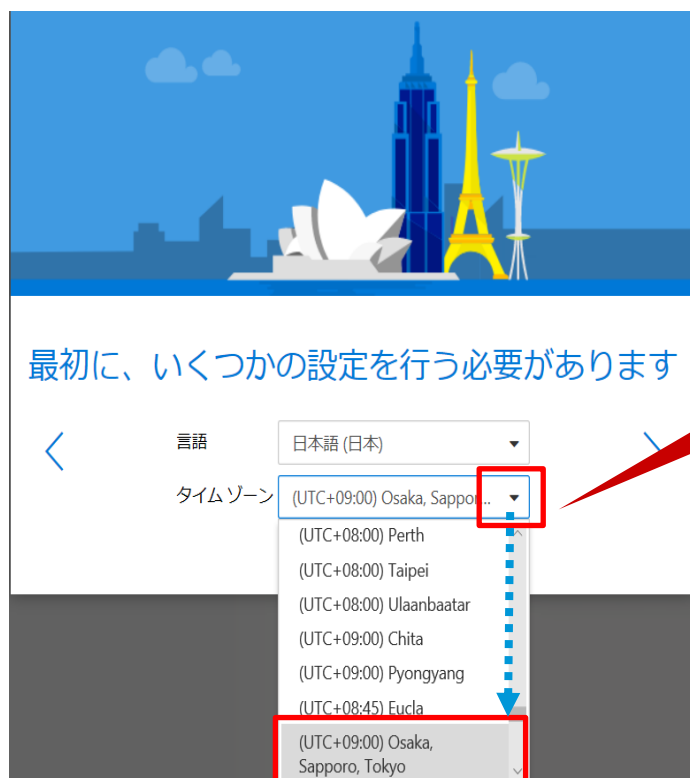 最初に、いくつかの設定を行う必要があります
言語
日本語 (日本)
タイム ゾーン
(UTC+09:00) Osaka, Sappor...
(UTC+08:00) Perth
(UTC+08:00) Taipei
(UTC+08:00) Ulaanbaatar
(UTC+09:00) Chita
(UTC+09:00) Pyongyang
(UTC+08:45) Eucla
(UTC+09:00) Osaka,
Sapporo, Tokyo